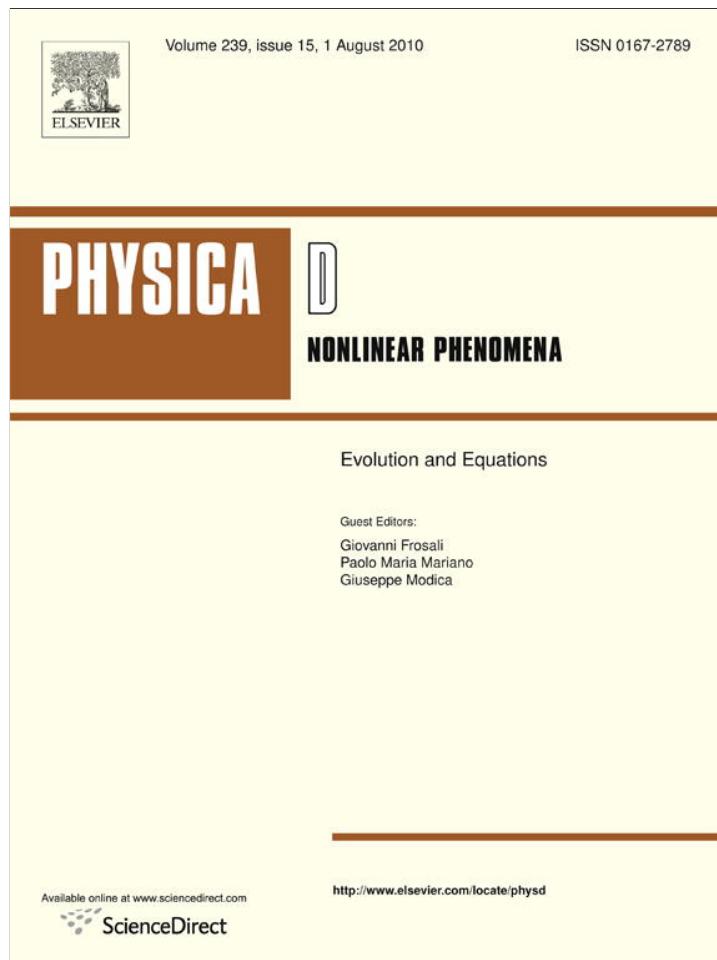 Volume 239, issue 15, 1 August 2010
ISSN 0167-2789
ELSEVIER
PHYSICA D
NONLINEAR PHENOMENA
Evolution and Equations
Guest Editors:
Giovanni Frosali
Paolo Maria Mariano
Giuseppe Modica
http://www.elsevier.com/locate/physd
Available online at www.sciencedirect.com
ScienceDirect